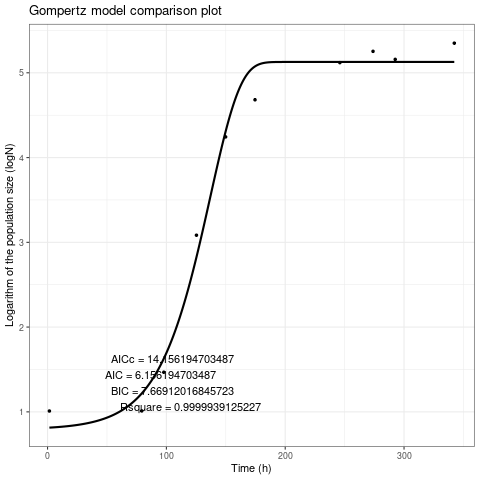 Gompertz model comparison plot
Logarithm of the population size (logN)
5
4
3
2
1
AICc = 14.156194703487
AIC = 6.156194703487
BIC = 7.66912016845723
Rsquare = 0.9999939125227
0 100 200 300
Time (h)